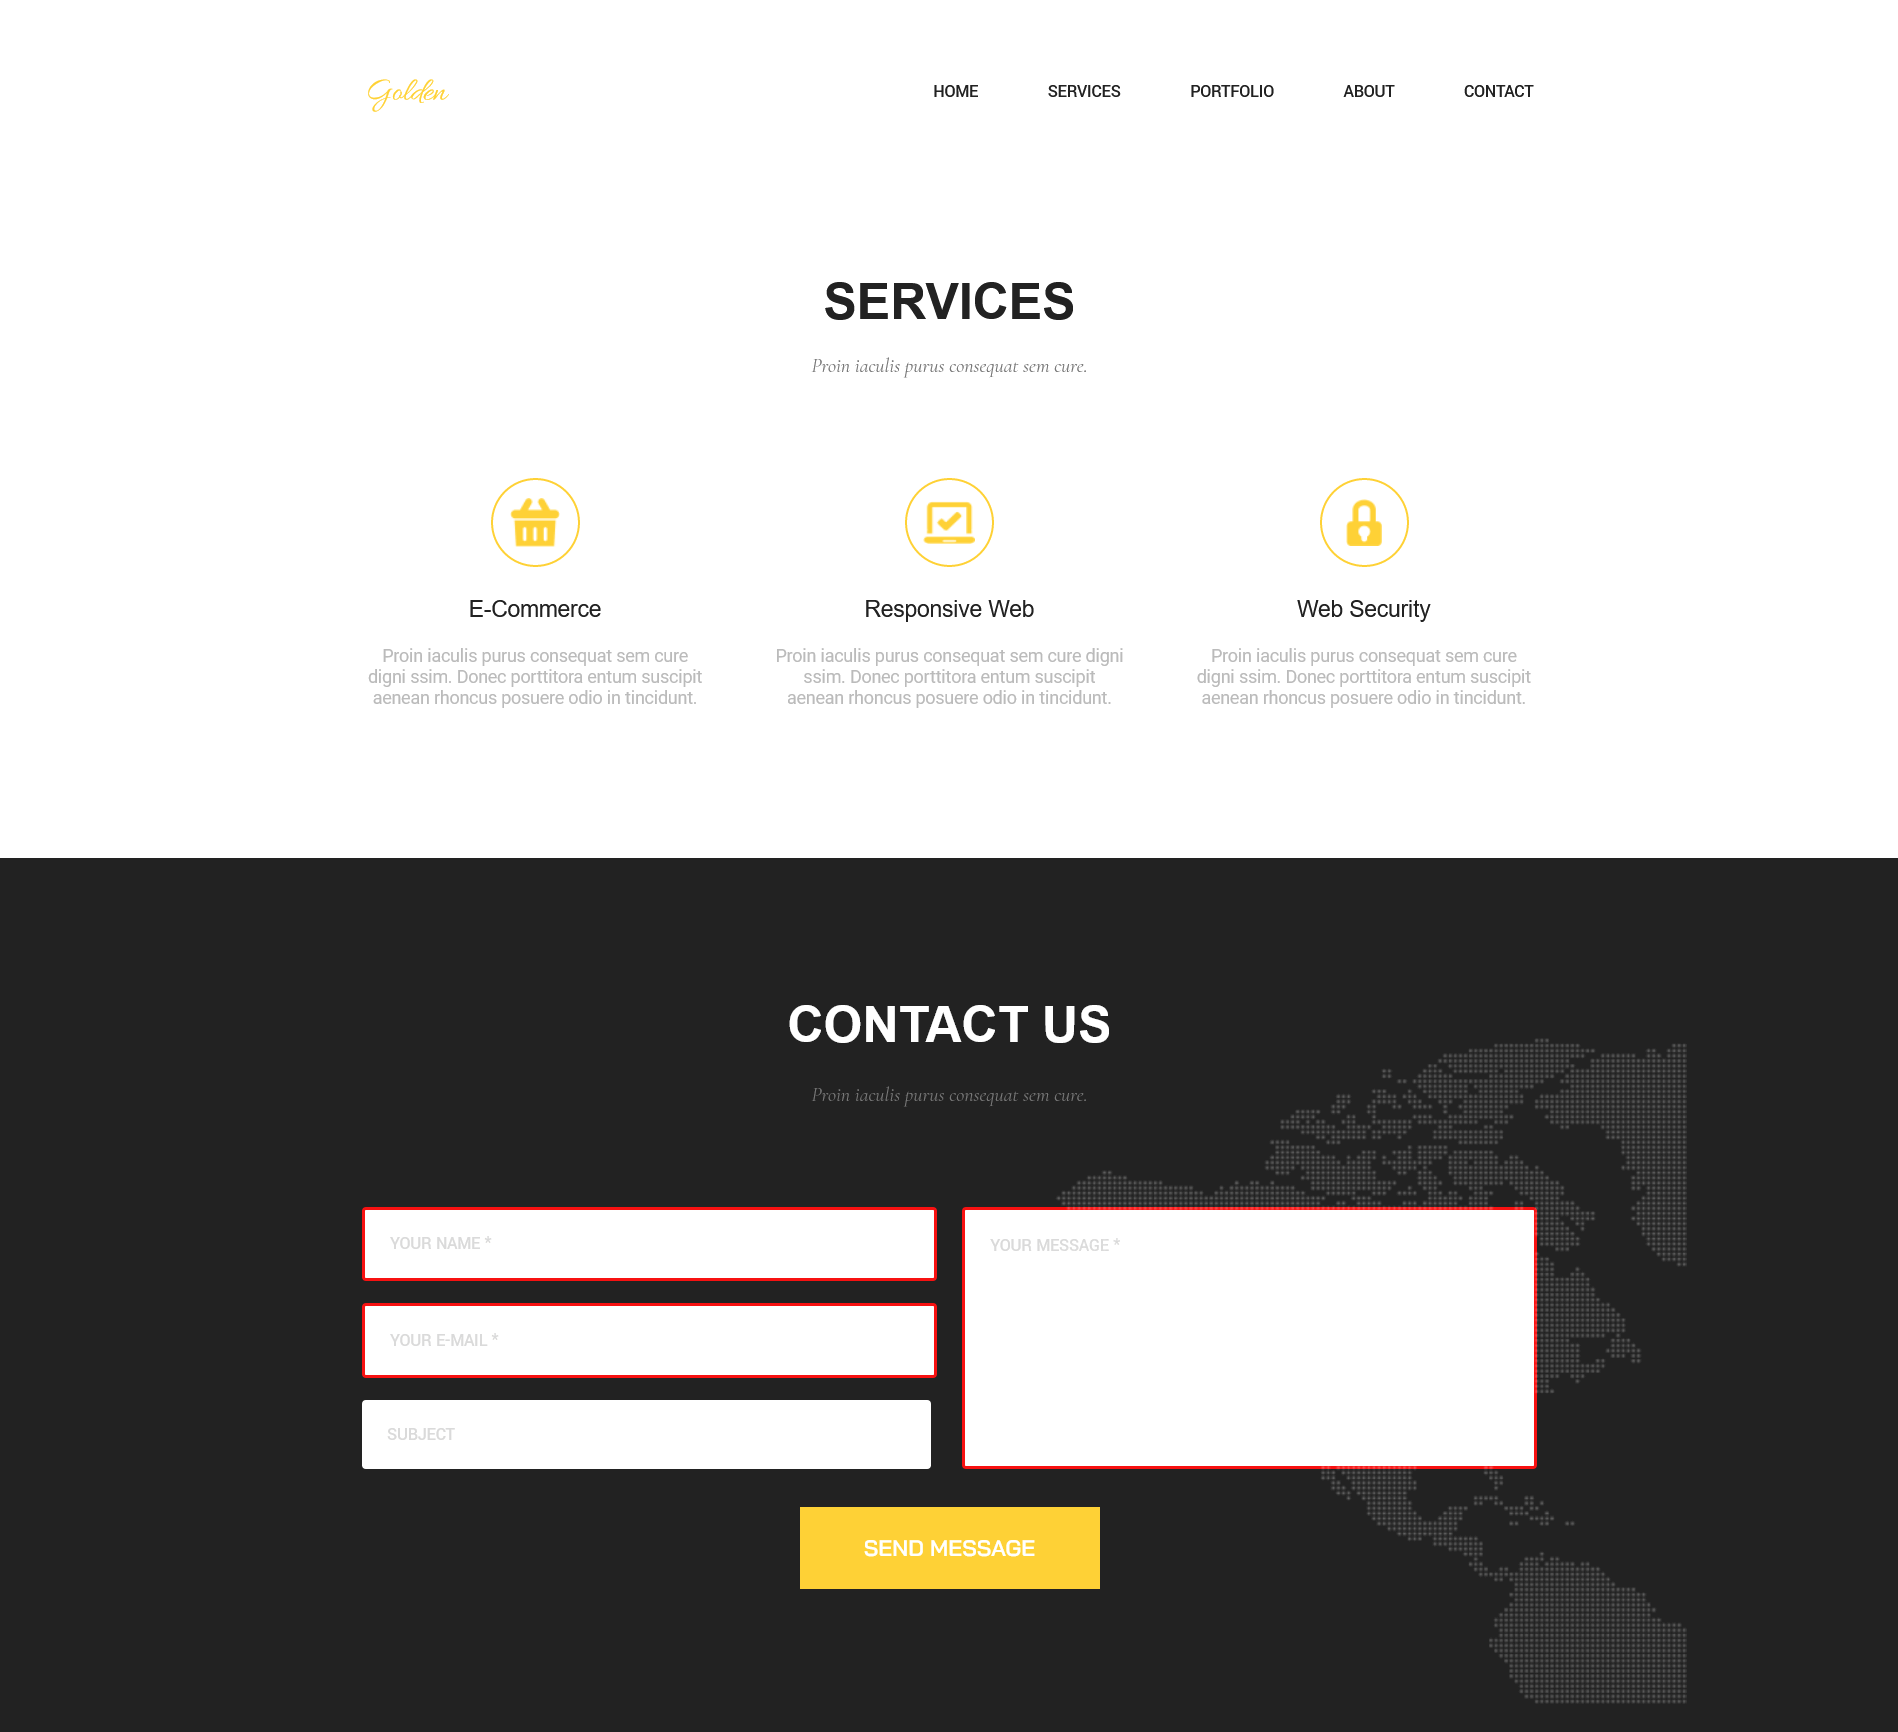 Golden
HOME SERVICES PORTFOLIO ABOUT CONTACT
SERVICES
Proin iaculis purus consequat sem cure.
E-Commerce
Proin iaculis purus consequat sem cure
digni ssim. Donec porttitora entum suscipit
aenean rhoncus posuere odio in tincidunt.
Responsive Web
Proin iaculis purus consequat sem cure digni
ssim. Donec porttitora entum suscipit
aenean rhoncus posuere odio in tincidunt.
Web Security
Proin iaculis purus consequat sem cure
digni ssim. Donec porttitora entum suscipit
aenean rhoncus posuere odio in tincidunt.
CONTACT US
Proin iaculis purus consequat sem cure.
YOUR NAME *
YOUR E-MAIL *
SUBJECT
YOUR MESSAGE *
SEND MESSAGE